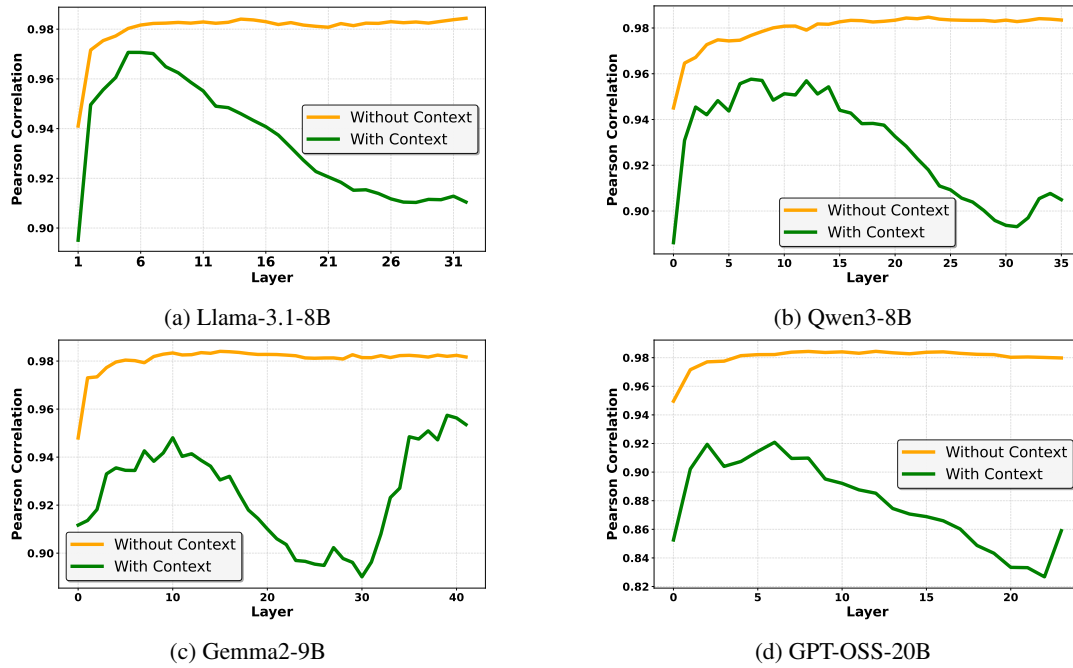 0.98
0.96
0.94
0.92
0.90
Pearson Correlation
Without Context
With Context
1 6 11 16 21 26 31
Layer
(a) Llama-3.1-8B
0.98
0.96
0.94
0.92
0.90
Pearson Correlation
Without Context
With Context
0 5 10 15 20 25 30 35
Layer
(b) Qwen3-8B
0.98
0.96
0.94
0.92
0.90
Pearson Correlation
Without Context
With Context
0 10 20 30 40
Layer
(c) Gemma2-9B
0.98
0.96
0.94
0.92
0.90
0.88
0.86
0.84
0.82
Pearson Correlation
Without Context
With Context
0 5 10 15 20
Layer
(d) GPT-OSS-20B